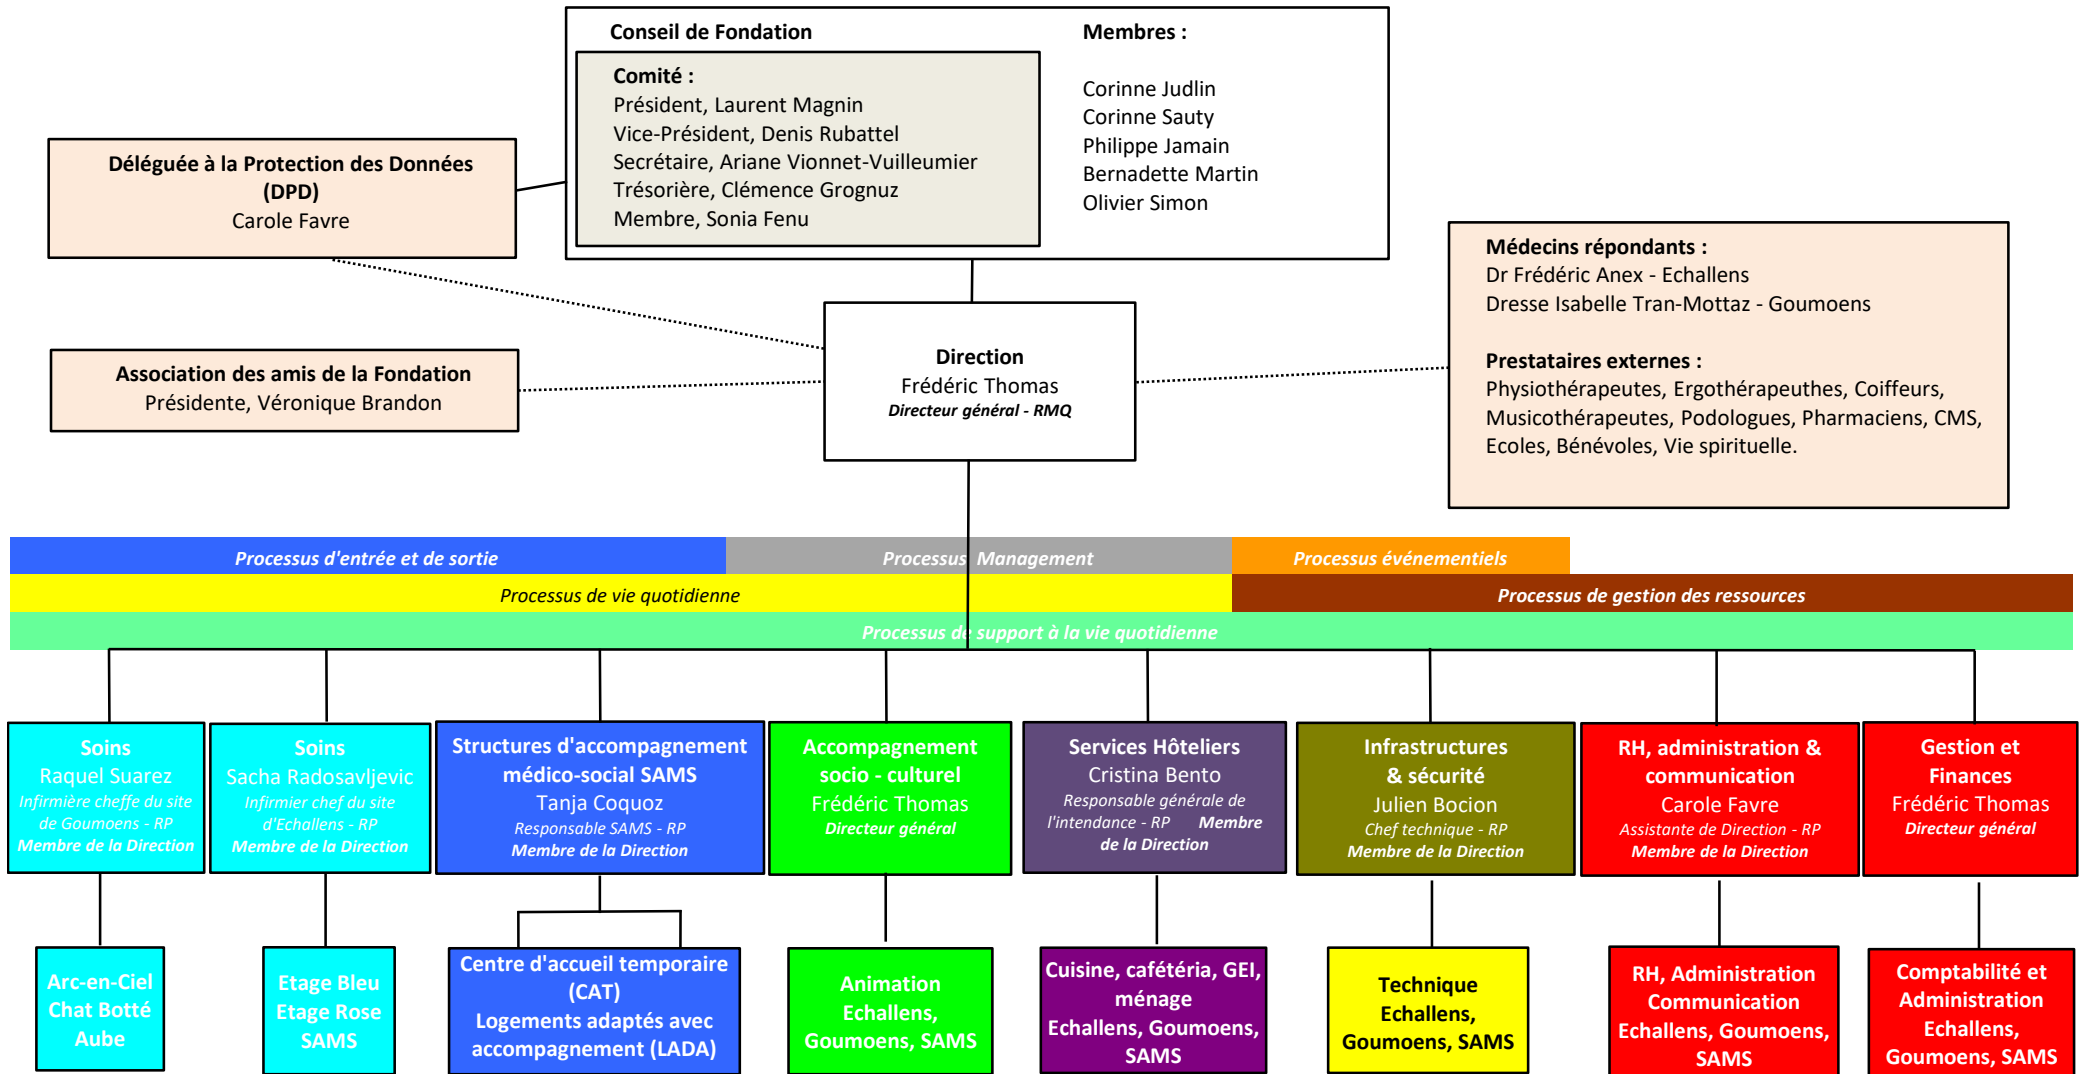 Conseil de Fondation
Comité :
Président, Laurent Magnin
Vice-Président, Denis Rubattel
Secrétaire, Ariane Vionnet-Vuilleumier
Trésorière, Clémence Grognuz
Membre, Sonia Fenu
Membres :
Corinne Judlin
Corinne Sauty
Philippe Jamain
Bernadette Martin
Olivier Simon
Déléguée à la Protection des Données
(DPD)
Carole Favre
Médecins répondants :
Dr Frédéric Anex - Echallens
Dresse Isabelle Tran-Mottaz - Goumoens
Prestataires externes :
Physiothérapeutes, Ergothérapeuthes, Coiffeurs,
Musicothérapeutes, Podologues, Pharmaciens, CMS,
Ecoles, Bénévoles, Vie spirituelle.
Direction
Frédéric Thomas
Directeur général - RMQ
Association des amis de la Fondation
Présidente, Véronique Brandon
Processus d'entrée et de sortie
Processus Management
Processus événementiels
Processus de vie quotidienne
Processus de gestion des ressources
Processus de support à la vie quotidienne
Soins
Raquel Suarez
Infirmière cheffe du site
de Goumoens - RP
Membre de la Direction
Soins
Sacha Radosavljevic
Infirmier chef du site
d'Echallens - RP
Membre de la Direction
Structures d'accompagnement
médico-social SAMS
Tanja Coquoz
Responsable SAMS - RP
Membre de la Direction
Accompagnement
socio - culturel
Frédéric Thomas
Directeur général
Services Hôteliers
Cristina Bento
Responsable générale de
l'intendance - RP Membre
de la Direction
Infrastructures
& sécurité
Julien Bocion
Chef technique - RP
Membre de la Direction
RH, administration &
communication
Carole Favre
Assistante de Direction - RP
Membre de la Direction
Gestion et
Finances
Frédéric Thomas
Directeur général
Arc-en-Ciel
Chat Botté
Aube
Etage Bleu
Etage Rose
SAMS
Centre d'accueil temporaire
(CAT)
Logements adaptés avec
accompagnement (LADA)
Animation
Echallens,
Goumoens, SAMS
Cuisine, cafétéria, GEI,
ménage
Echallens, Goumoens,
SAMS
Technique
Echallens,
Goumoens, SAMS
RH, Administration
Communication
Echallens, Goumoens,
SAMS
Comptabilité et
Administration
Echallens,
Goumoens, SAMS